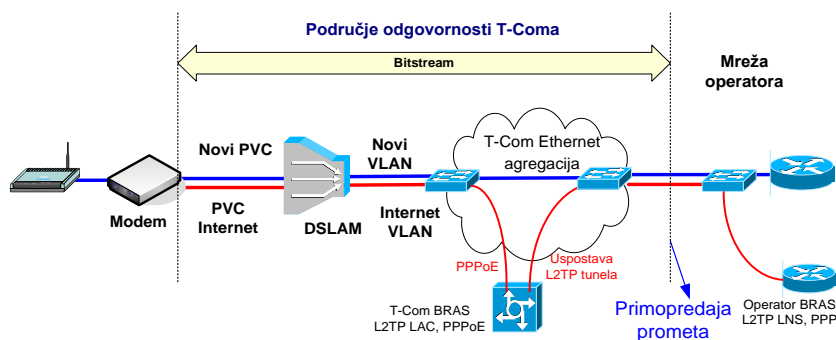 Područje odgovornosti T-Coma
Bitstream
Mreža
operatora
Novi PVC
Novi
VLAN
T-Com Ethernet
agregacija
Modem
PVC
Internet
DSLAM
Internet
VLAN
PPPoE
Uspostava
L2TP tunela
T-Com BRAS
L2TP LAC, PPPoE
Primopredaja
prometa
Operator BRAS
L2TP LNS, PPP